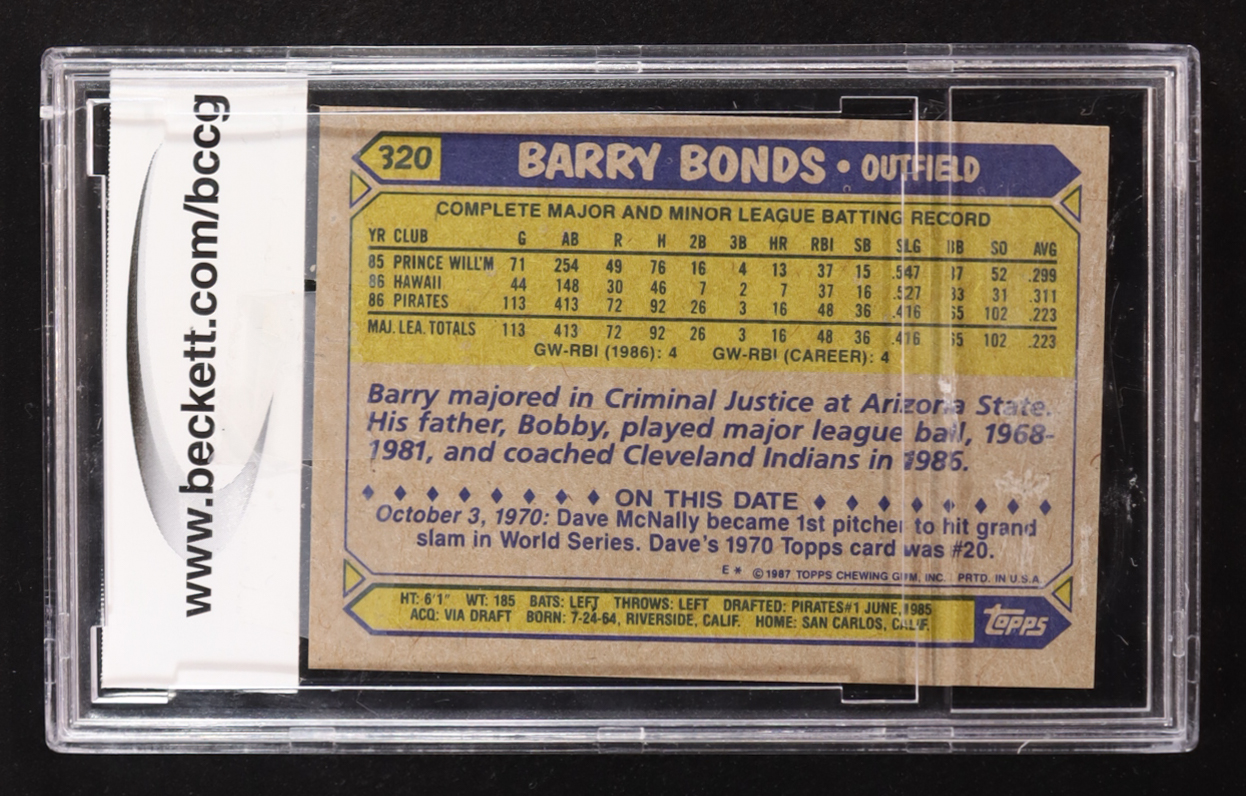 www.beckett.com/bccg
320 BARRY BONDS • OUTFIELD
COMPLETE MAJOR AND MINOR LEAGUE BATTING RECORD
YR CLUB G AB R H 2B 3B HR RBI SB SLG BB SO AVG
85 PRINCE WILL'M 71 254 49 76 16 4 13 37 15 .547 37 52 .299
86 HAWAII 44 148 30 46 7 2 7 37 16 .527 33 31 .311
86 PIRATES 113 413 72 92 26 3 16 48 36 .416 65 102 .223
MAJ. LEA. TOTALS 113 413 72 92 26 3 16 48 36 .416 65 102 .223
GW-RBI (1986): 4 GW-RBI (CAREER): 4
Barry majored in Criminal Justice at Arizona State.
His father, Bobby, played major league ball, 1968-
1981, and coached Cleveland Indians in 1986.
ON THIS DATE
October 3, 1970: Dave McNally became 1st pitcher to hit grand
slam in World Series. Dave's 1970 Topps card was #20.
E* © 1987 TOPPS CHEWING GUM, INC. PRTD. IN U.S.A.
HT: 6'1" WT: 185 BATS: LEFT THROWS: LEFT DRAFTED: PIRATES#1 JUNE, 1985
ACQ: VIA DRAFT BORN: 7-24-64, RIVERSIDE, CALIF. HOME: SAN CARLOS, CALIF.
topps